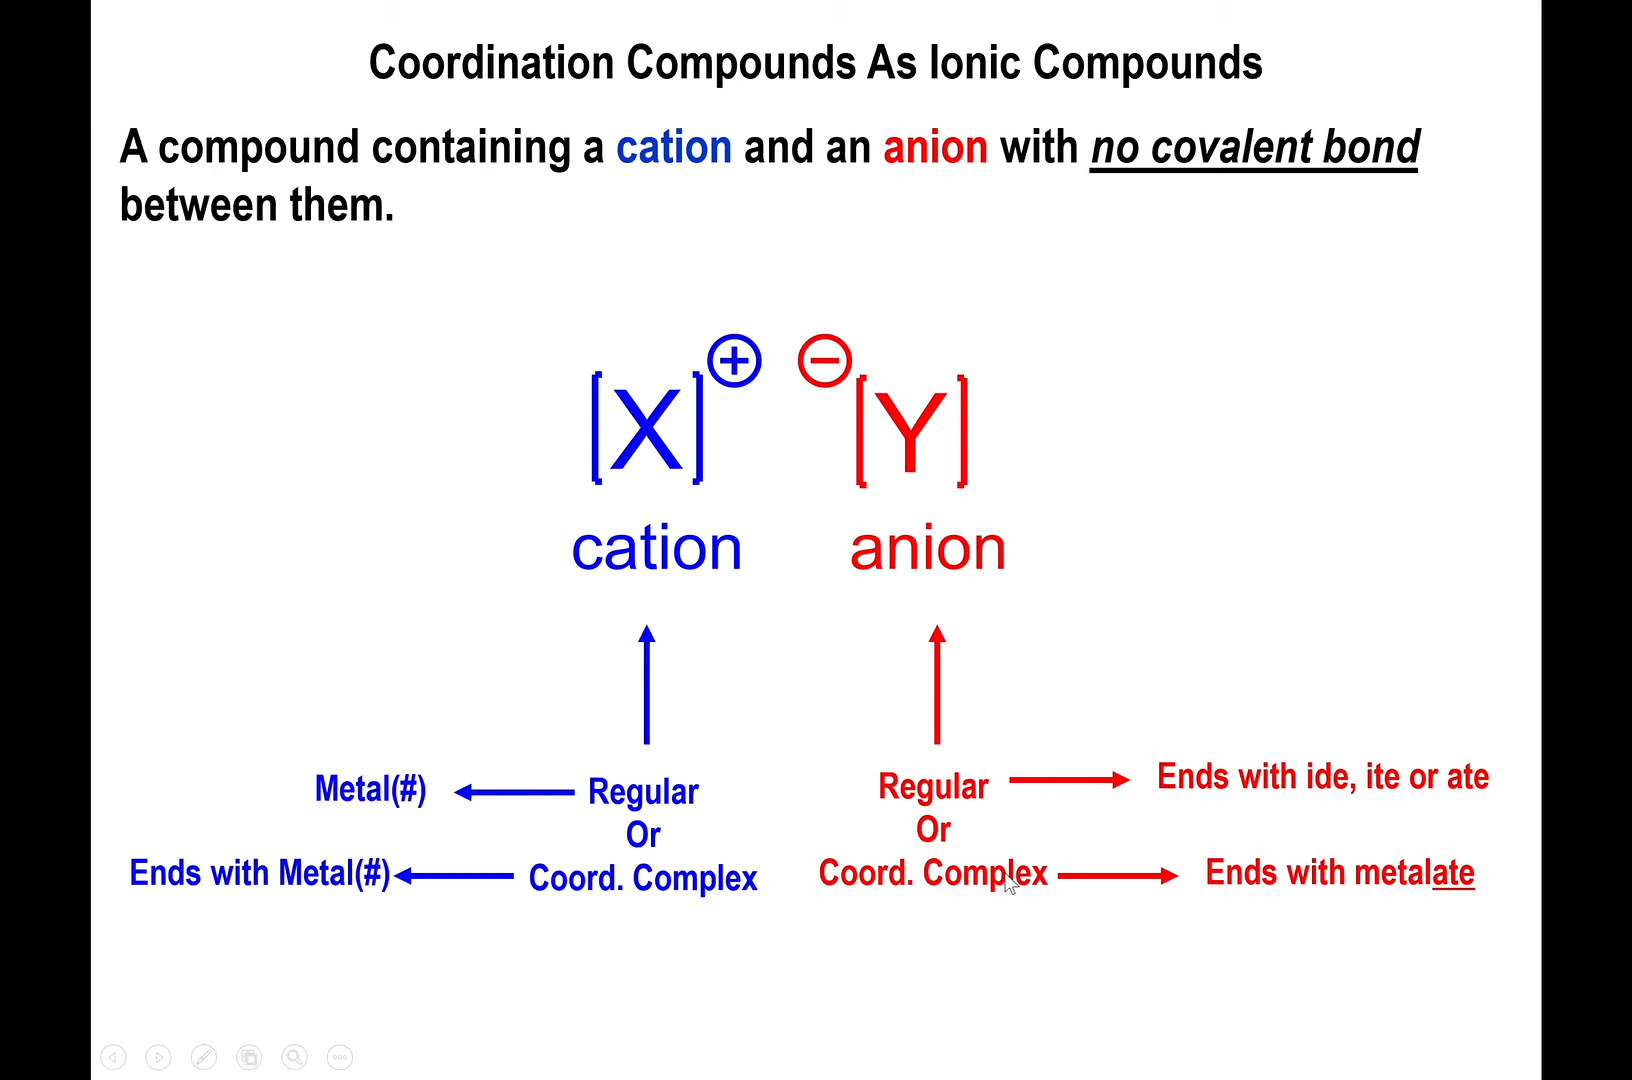 Coordination Compounds As Ionic Compounds
A compound containing a cation and an anion with no covalent bond
between them.
[X]⊕ ⊖[Y]
cation anion
Metal(#) Regular Regular Ends with ide, ite or ate
Or Or
Ends with Metal(#) Coord. Complex Coord. Complex Ends with metalate